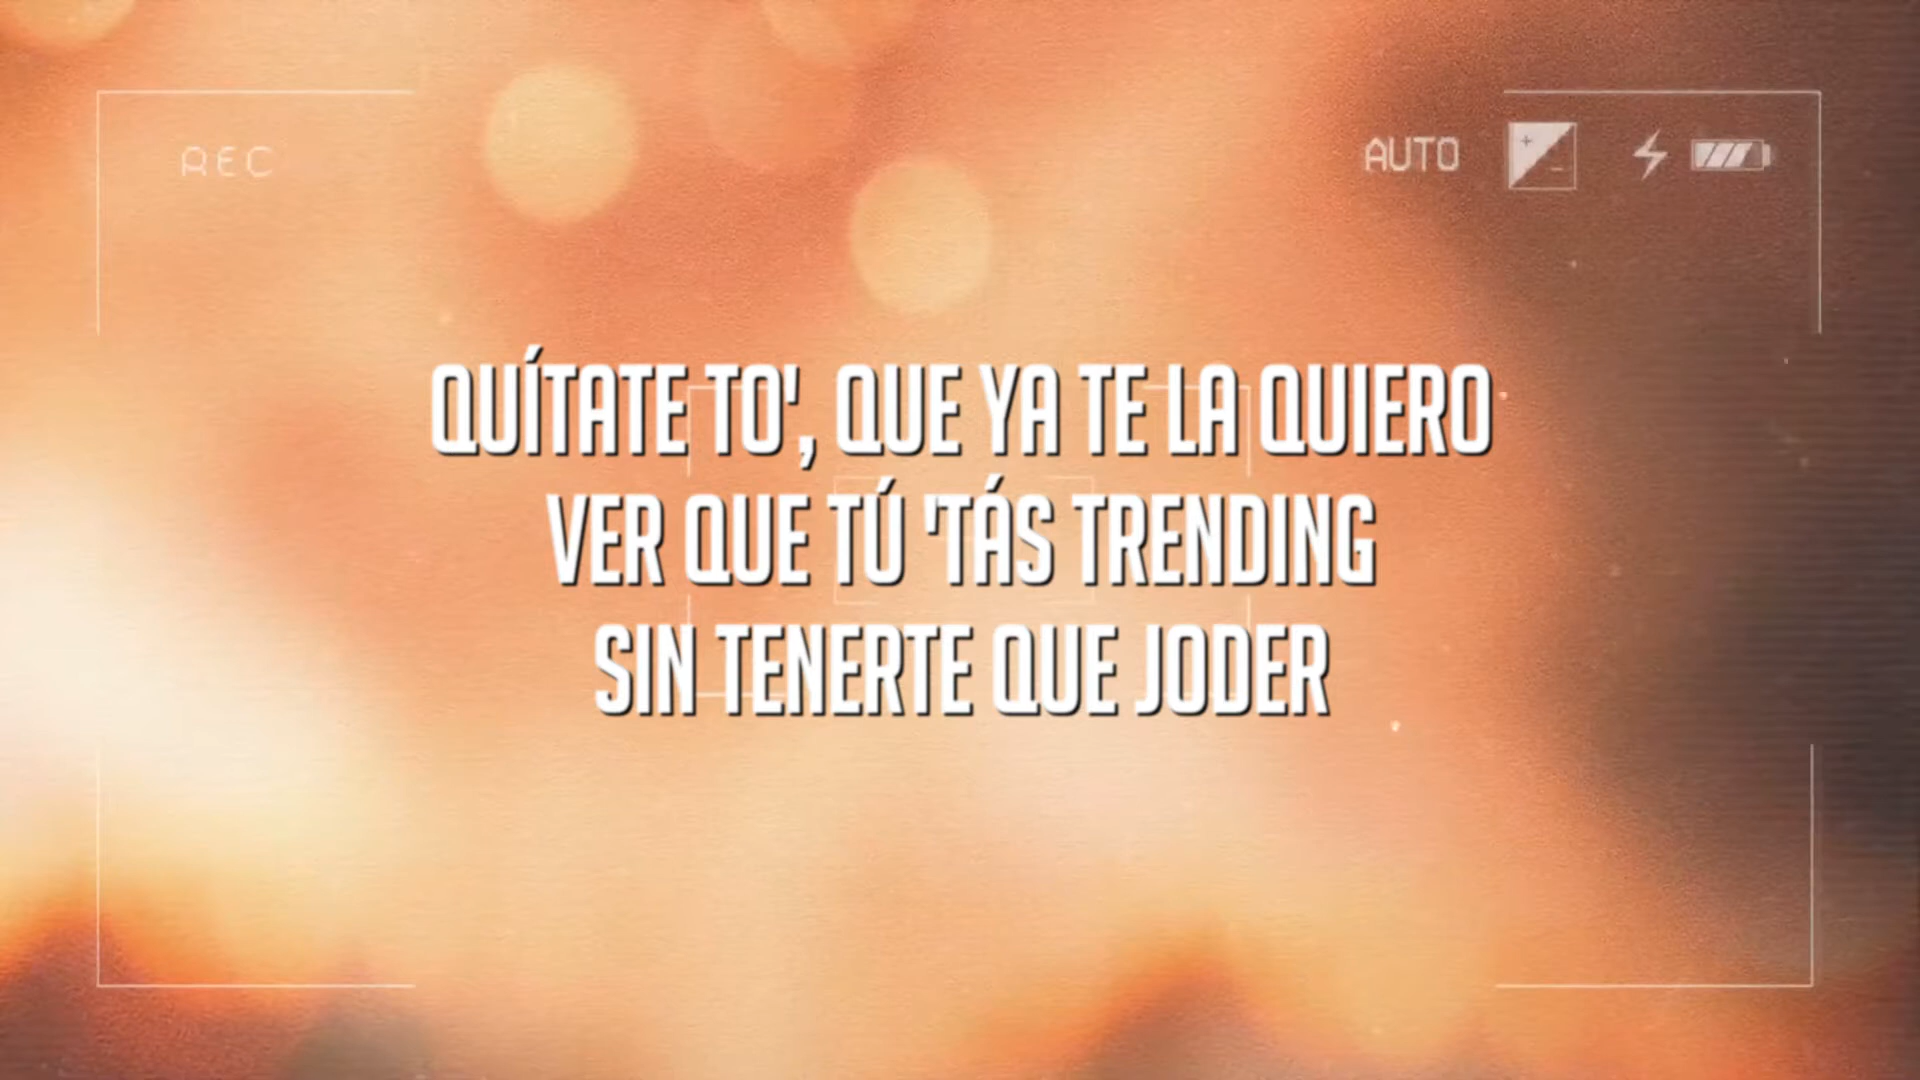 REC
AUTO
QUÍTATE TO', QUE YA TE LA QUIERO
VER QUE TÚ 'TÁS TRENDING
SIN TENERTE QUE JODER